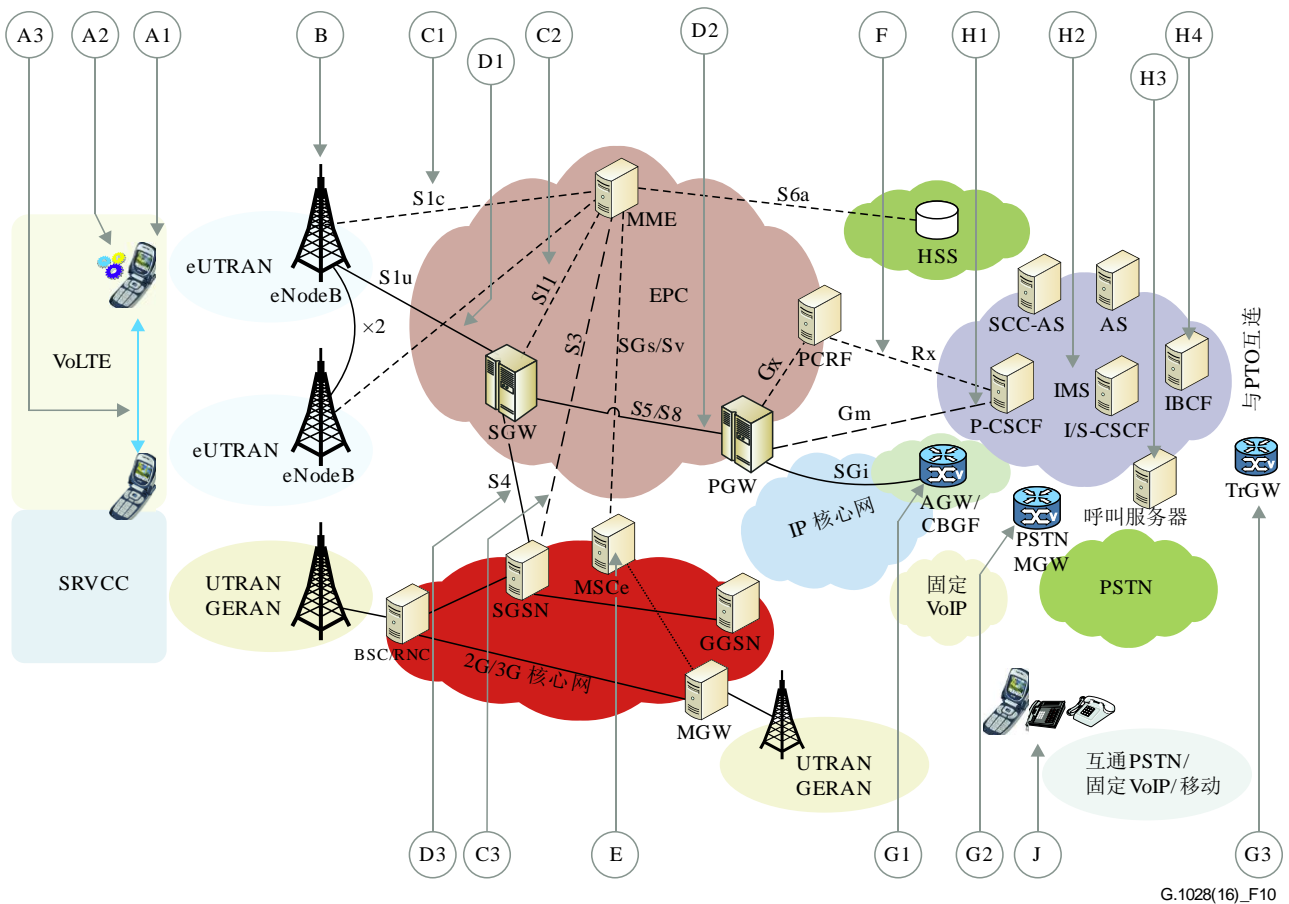 A3
A2
A1
B
C1
D1
C2
D2
F
H1
H2
H3
H4
S1c
MME
S6a
HSS
eUTRAN
eNodeB
S1u
S11
EPC
×2
S3
SGs/Sv
PCRF
Gx
Rx
SCC-AS
AS
IMS
IBCF
P-CSCF
I/S-CSCF
与PTO互连
VoLTE
SGW
S5/S8
Gm
eUTRAN
eNodeB
S4
PGW
SGi
AGW/
CBGF
IP 核心网
PSTN
MGW
呼叫服务器
TrGW
SRVCC
UTRAN
GERAN
SGSN
MSCe
GGSN
BSC/RNC
2G/3G 核心网
MGW
固定
VoIP
PSTN
UTRAN
GERAN
互通PSTN/
固定VoIP/移动
D3
C3
E
G1
G2
J
G3
G.1028(16)_F10